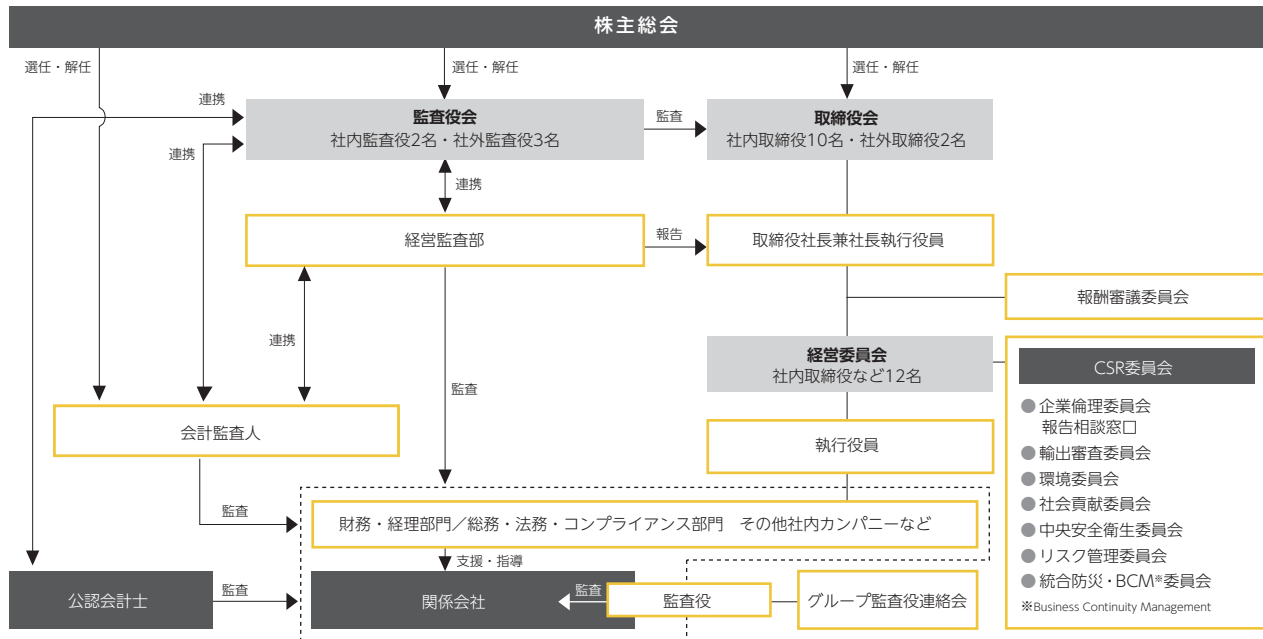 株主総会
選任・解任
選任・解任
選任・解任
連携
監査役会
社内監査役2名・社外監査役3名
監査
取締役会
社内取締役10名・社外取締役2名
連携
連携
経営監査部
報告
取締役社長兼社長執行役員
報酬審議委員会
連携
監査
経営委員会
社内取締役など12名
CSR委員会
●企業倫理委員会
報告相談窓口
●輸出審査委員会
●環境委員会
●社会貢献委員会
●中央安全衛生委員会
●リスク管理委員会
●統合防災・BCM※委員会
※Business Continuity Management
会計監査人
執行役員
監査
財務・経理部門／総務・法務・コンプライアンス部門　その他社内カンパニーなど
支援・指導
公認会計士
監査
関係会社
監査
監査役
グループ監査役連絡会